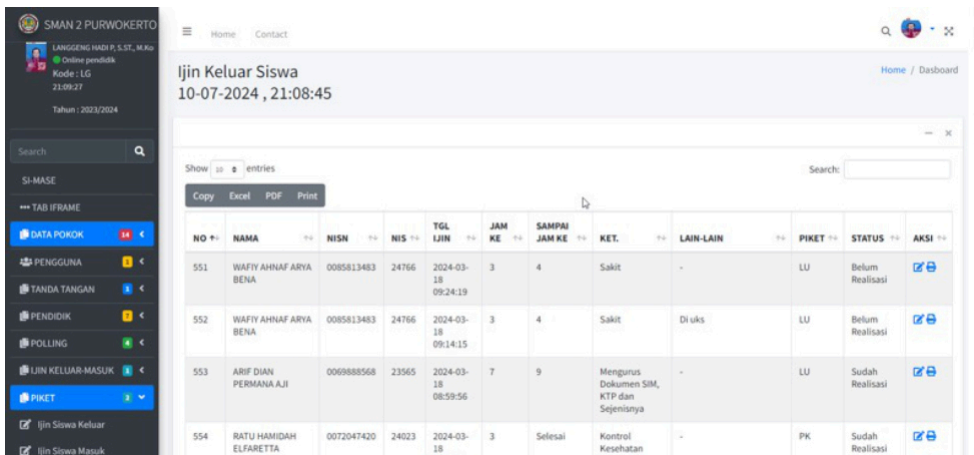 SMAN 2 PURWOKERTO
LANGGENG HADI P, S.ST., M.Ko
Online pendidik
Kode : LG
21:09:27
Tahun : 2023/2024
Search
SI-MASE
TAB IFRAME
DATA POKOK 14
PENGGUNA 1
TANDA TANGAN 1
PENDIDIK 7
POLLING 4
IJIN KELUAR-MASUK 1
PIKET 3
Ijin Siswa Keluar
Ijin Siswa Masuk
Home Contact
Ijin Keluar Siswa
10-07-2024 , 21:08:45
Home / Dasboard
Show 10 entries
Search:
Copy Excel PDF Print
NO NAMA NISN NIS TGL IJIN JAM KE SAMPAI JAM KE KET. LAIN-LAIN PIKET STATUS AKSI
551 WAFIY AHNAF ARYA BENA 0085813483 24766 2024-03-18 09:24:19 3 4 Sakit - LU Belum Realisasi
552 WAFIY AHNAF ARYA BENA 0085813483 24766 2024-03-18 09:14:15 3 4 Sakit Di uks LU Belum Realisasi
553 ARIF DIAN PERMANA AJI 0069888568 23565 2024-03-18 08:59:56 7 9 Mengurus Dokumen SIM, KTP dan Sejenisnya - LU Sudah Realisasi
554 RATU HAMIDAH ELFARETTA 0072047420 24023 2024-03-18 3 Selesai Kontrol Kesehatan - PK Sudah Realisasi